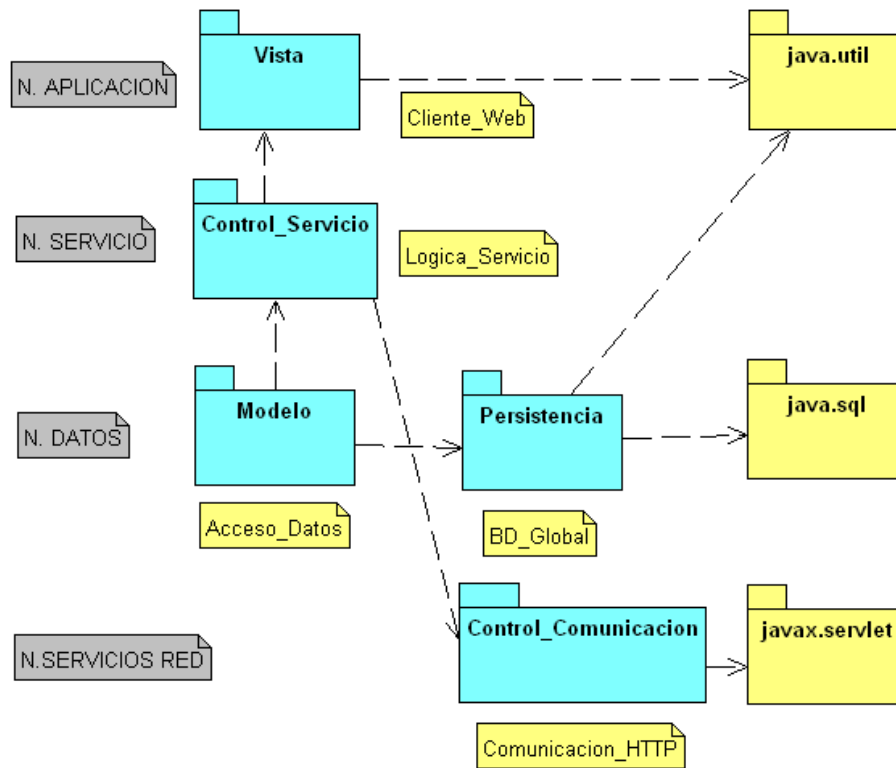 Vista
java.util
N. APLICACION
Cliente_Web
Control_Servicio
N. SERVICIO
Logica_Servicio
Modelo
Persistencia
java.sql
N. DATOS
Acceso_Datos
BD_Global
Control_Comunicacion
javax.servlet
N.SERVICIOS RED
Comunicacion_HTTP